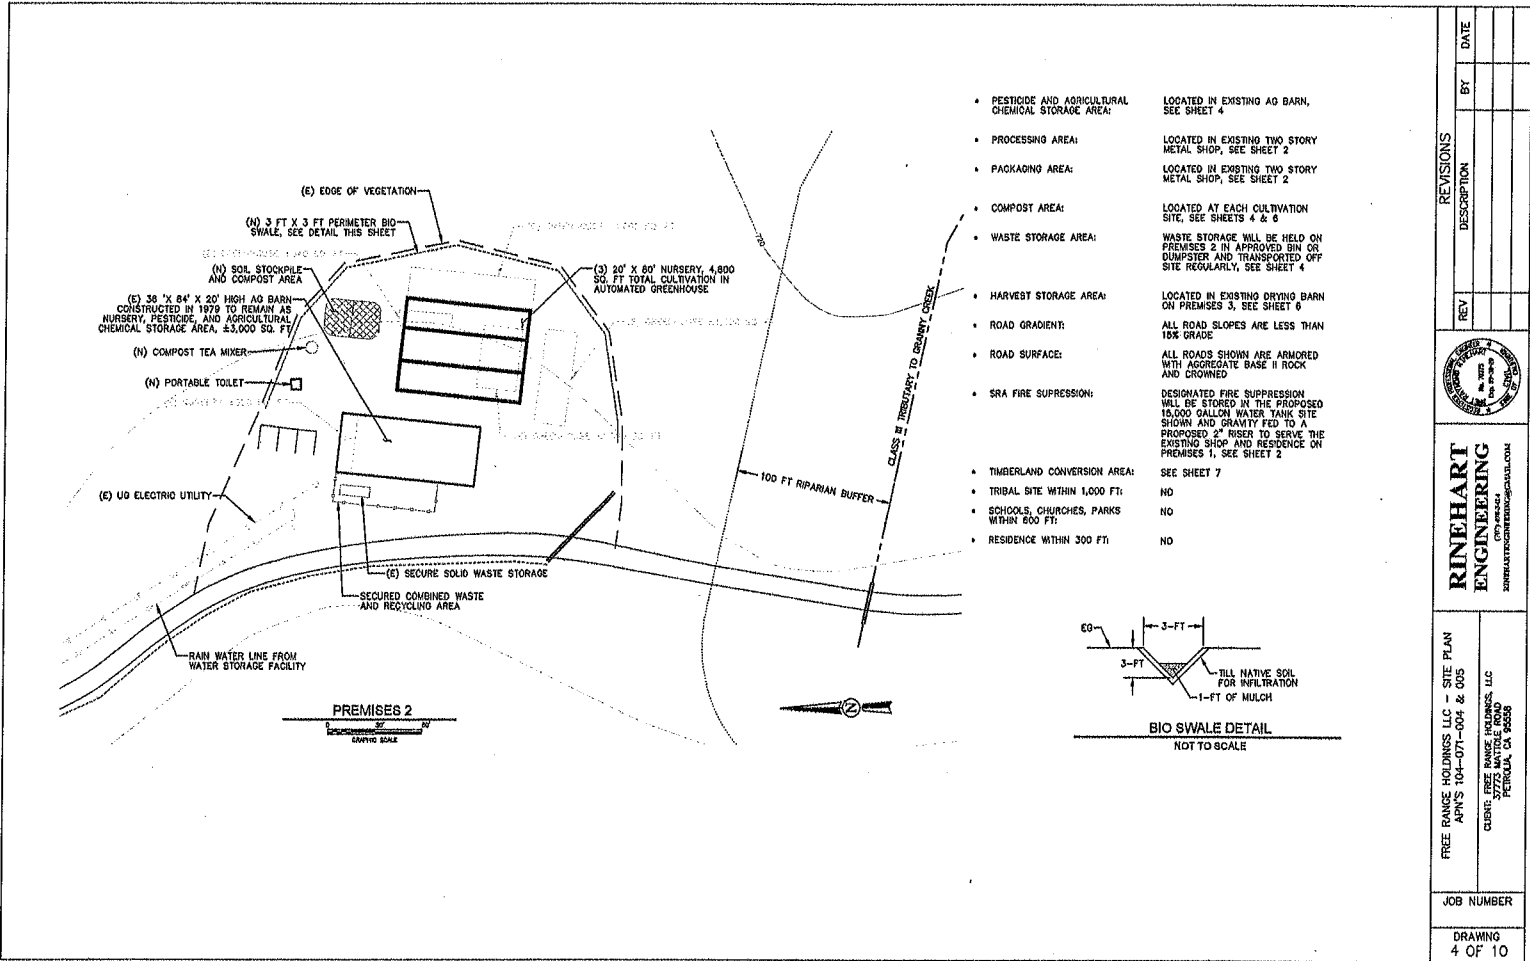 (E) EDGE OF VEGETATION
(N) 3 FT X 3 FT PERIMETER BIO
SWALE, SEE DETAIL THIS SHEET
(N) SOIL STOCKPILE
AND COMPOST AREA
(E) 36 'X 84' X 20' HIGH AG BARN
CONSTRUCTED IN 1979 TO REMAIN AS
NURSERY, PESTICIDE, AND AGRICULTURAL
CHEMICAL STORAGE AREA, ±3,000 SQ. FT
(N) COMPOST TEA MIXER
(N) PORTABLE TOILET
(E) UG ELECTRIC UTILITY
RAIN WATER LINE FROM
WATER STORAGE FACILITY
(3) 20' X 80' NURSERY, 4,800
SQ. FT TOTAL CULTIVATION IN
AUTOMATED GREENHOUSE
(E) SECURE SOLID WASTE STORAGE
SECURED COMBINED WASTE
AND RECYCLING AREA
720
100 FT RIPARIAN BUFFER
CLASS III TRIBUTARY TO GRANNY CREEK
PREMISES 2
0 30' 60'
GRAPHIC SCALE
N
• PESTICIDE AND AGRICULTURAL CHEMICAL STORAGE AREA: LOCATED IN EXISTING AG BARN,
SEE SHEET 4
• PROCESSING AREA: LOCATED IN EXISTING TWO STORY
METAL SHOP, SEE SHEET 2
• PACKAGING AREA: LOCATED IN EXISTING TWO STORY
METAL SHOP, SEE SHEET 2
• COMPOST AREA: LOCATED AT EACH CULTIVATION
SITE, SEE SHEETS 4 & 6
• WASTE STORAGE AREA: WASTE STORAGE WILL BE HELD ON
PREMISES 2 IN APPROVED BIN OR
DUMPSTER AND TRANSPORTED OFF
SITE REGULARLY, SEE SHEET 4
• HARVEST STORAGE AREA: LOCATED IN EXISTING DRYING BARN
ON PREMISES 3, SEE SHEET 6
• ROAD GRADIENT: ALL ROAD SLOPES ARE LESS THAN
15% GRADE
• ROAD SURFACE: ALL ROADS SHOWN ARE ARMORED
WITH AGGREGATE BASE II ROCK
AND CROWNED
• SRA FIRE SUPRESSION: DESIGNATED FIRE SUPPRESSION
WILL BE STORED IN THE PROPOSED
15,000 GALLON WATER TANK SITE
SHOWN AND GRAVITY FED TO A
PROPOSED 2" RISER TO SERVE THE
EXISTING SHOP AND RESIDENCE ON
PREMISES 1, SEE SHEET 2
• TIMBERLAND CONVERSION AREA: SEE SHEET 7
• TRIBAL SITE WITHIN 1,000 FT: NO
• SCHOOLS, CHURCHES, PARKS WITHIN 600 FT: NO
• RESIDENCE WITHIN 300 FT: NO
EG
3-FT
3-FT
TILL NATIVE SOIL
FOR INFILTRATION
1-FT OF MULCH
BIO SWALE DETAIL
NOT TO SCALE
REVISIONS
REV DESCRIPTION BY DATE
RINEHART
ENGINEERING
FREE RANGE HOLDINGS LLC - SITE PLAN
APN'S 104-071-004 & 005
CLIENT: FREE RANGE HOLDINGS, LLC
37773 MATTOLE ROAD
PETROLIA, CA 95558
JOB NUMBER
DRAWING
4 OF 10